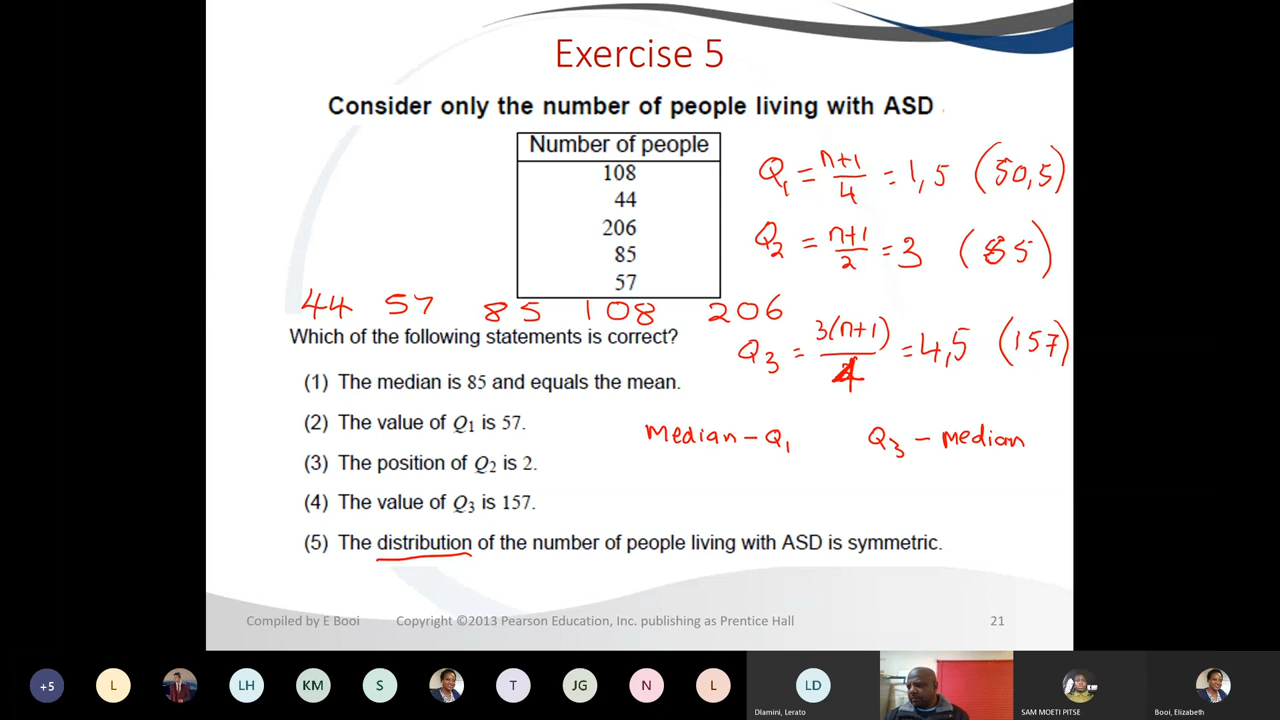 Exercise 5
Consider only the number of people living with ASD
Number of people
108
44
206
85
57
Q1 = n+1/4 = 1,5 (50,5)
Q2 = n+1/2 = 3 (85)
44 57 85 108 206
Q3 = 3(n+1)/4 = 4,5 (157)
Which of the following statements is correct?
(1) The median is 85 and equals the mean.
(2) The value of Q1 is 57.
Median - Q1 Q3 - median
(3) The position of Q2 is 2.
(4) The value of Q3 is 157.
(5) The distribution of the number of people living with ASD is symmetric.
Compiled by E Booi Copyright ©2013 Pearson Education, Inc. publishing as Prentice Hall 21
+5 L LH KM S T JG N L LD
Dlamini, Lerato SAM MOETI PITSE Booi, Elizabeth